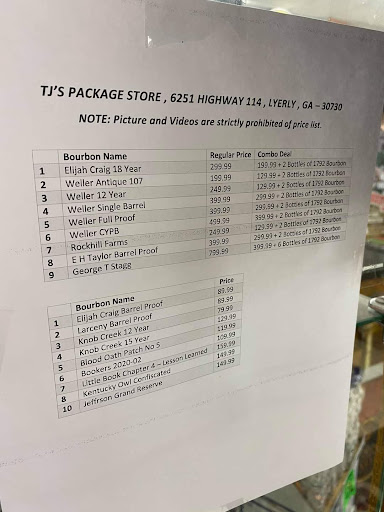 TJ'S PACKAGE STORE , 6251 HIGHWAY 114 , LYERLY , GA – 30730
NOTE: Picture and Videos are strictly prohibited of price list.
Bourbon Name Regular Price Combo Deal
1 Elijah Craig 18 Year 299.99 199.99 + 2 Bottles of 1792 Bourbon
2 Weller Antique 107 199.99 129.99 + 2 Bottles of 1792 Bourbon
3 Weller 12 Year 249.99 129.99 + 2 Bottles of 1792 Bourbon
4 Weller Single Barrel 399.99 299.99 + 2 Bottles of 1792 Bourbon
5 Weller Full Proof 399.99 299.99 + 2 Bottles of 1792 Bourbon
6 Weller CYPB 499.99 399.99 + 2 Bottles of 1792 Bourbon
7 Rockhill Farms 249.99 129.99 + 2 Bottles of 1792 Bourbon
8 E H Taylor Barrel Proof 399.99 299.99 + 2 Bottles of 1792 Bourbon
9 George T Stagg 799.99 399.99 + 6 Bottles of 1792 Bourbon
Bourbon Name Price
1 Elijah Craig Barrel Proof 89.99
2 Larceny Barrel Proof 69.99
3 Knob Creek 12 Year 79.99
4 Knob Creek 15 Year 129.99
5 Blood Oath Patch No 5 119.99
6 Bookers 2020-02 109.99
7 Little Book Chapter 4 – Lesson Learned 159.99
8 Kentucky Owl Confiscated 149.99
10 Jeffrson Grand Reserve 149.99